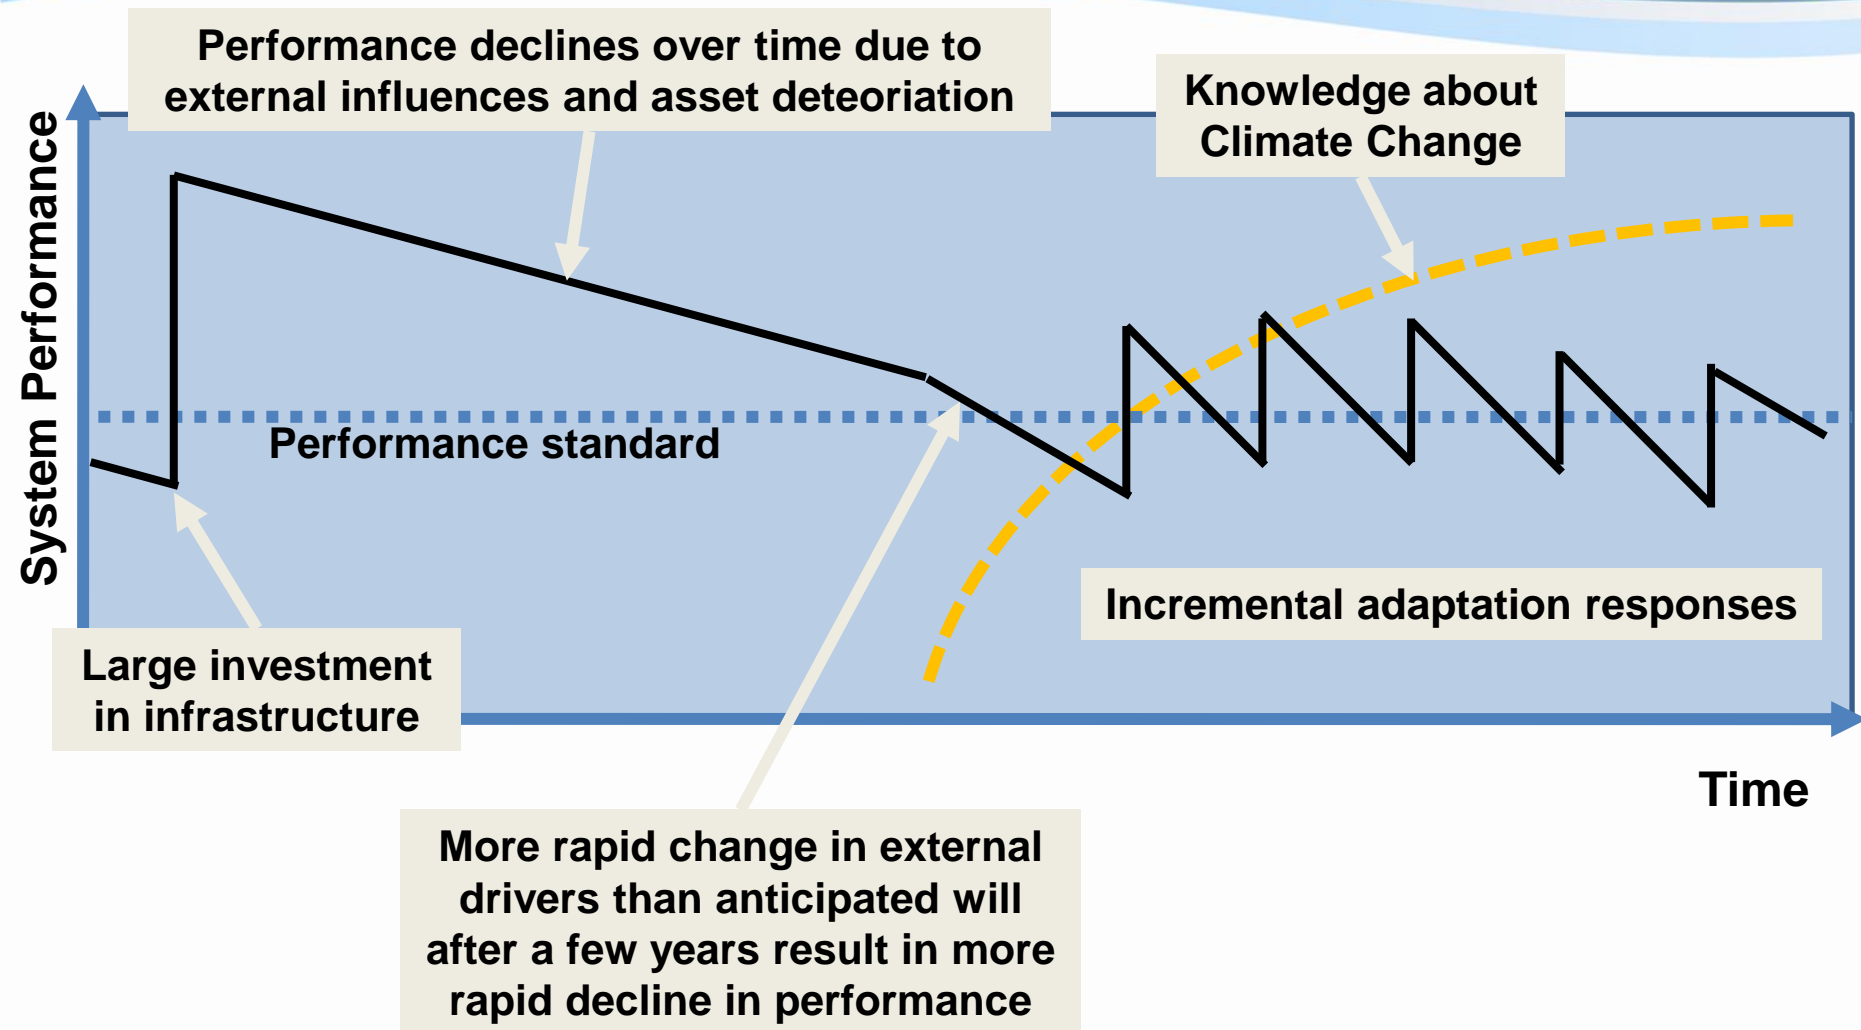 Performance declines over time due to
external influences and asset deteoriation
Knowledge about
Climate Change
System Performance
Performance standard
Incremental adaptation responses
Large investment
in infrastructure
Time
More rapid change in external
drivers than anticipated will
after a few years result in more
rapid decline in performance